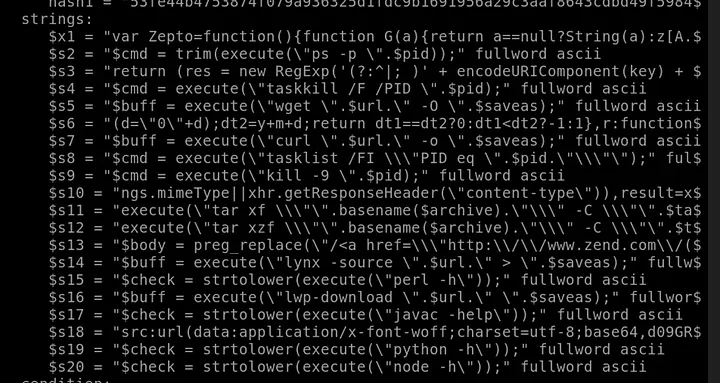 hash1 = "53fe44b4753874f079a936325d1fdc9b1691956a29c3aaf8643cdbd49f5984$
strings:
$x1 = "var Zepto=function(){function G(a){return a==null?String(a):z[A.$
$s2 = "$cmd = trim(execute(\"ps -p \".$pid));" fullword ascii
$s3 = "return (res = new RegExp('(?:^|; )' + encodeURIComponent(key) + $
$s4 = "$cmd = execute(\"taskkill /F /PID \".$pid);" fullword ascii
$s5 = "$buff = execute(\"wget \".$url.\" -O \".$saveas);" fullword ascii
$s6 = "(d=\"0\"+d);dt2=y+m+d;return dt1==dt2?0:dt1<dt2?-1:1},r:function$
$s7 = "$buff = execute(\"curl \".$url.\" -o \".$saveas);" fullword ascii
$s8 = "$cmd = execute(\"tasklist /FI \\\"PID eq \".$pid.\"\\\"\");" ful$
$s9 = "$cmd = execute(\"kill -9 \".$pid);" fullword ascii
$s10 = "ngs.mimeType||xhr.getResponseHeader(\"content-type\")),result=x$
$s11 = "execute(\"tar xf \\\"\".basename($archive).\"\\\" -C \\\"\".$ta$
$s12 = "execute(\"tar xzf \\\"\".basename($archive).\"\\\" -C \\\"\".$t$
$s13 = "$body = preg_replace(\"/<a href=\\\"http:\\/\\/www.zend.com\\/($
$s14 = "$buff = execute(\"lynx -source \".$url.\" > \".$saveas);" fullw$
$s15 = "$check = strtolower(execute(\"perl -h\"));" fullword ascii
$s16 = "$buff = execute(\"lwp-download \".$url.\" \".$saveas);" fullwor$
$s17 = "$check = strtolower(execute(\"javac -help\"));" fullword ascii
$s18 = "src:url(data:application/x-font-woff;charset=utf-8;base64,d09GR$
$s19 = "$check = strtolower(execute(\"python -h\"));" fullword ascii
$s20 = "$check = strtolower(execute(\"node -h\"));" fullword ascii
condition: